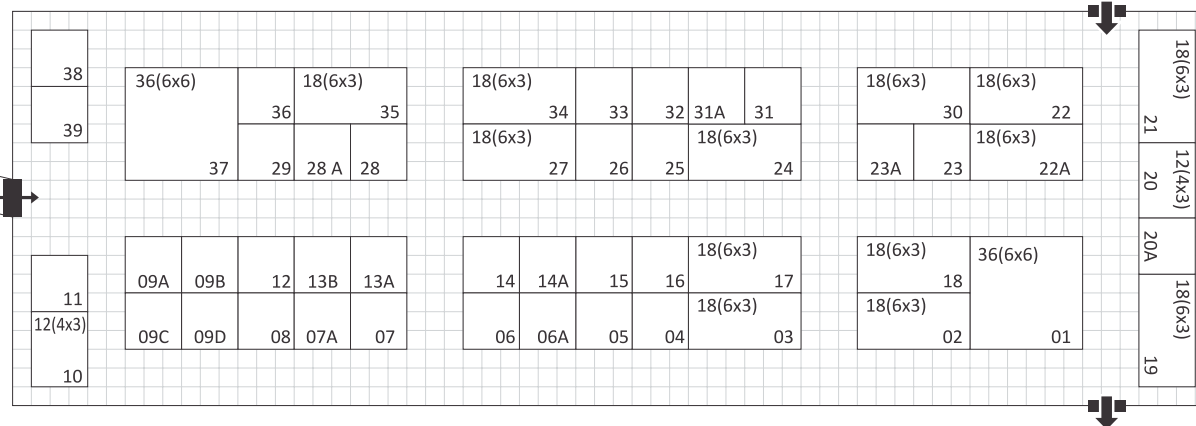 38
39
36(6x6)
37
36
18(6x3)
35
29
28 A
28
18(6x3)
34
33
32
31A
31
18(6x3)
27
26
25
18(6x3)
24
18(6x3)
30
18(6x3)
22
23A
23
18(6x3)
22A
18(6x3)
21
12(4x3)
20
20A
18(6x3)
19
11
12(4x3)
10
09A
09B
12
13B
13A
09C
09D
08
07A
07
14
14A
15
16
18(6x3)
17
06
06A
05
04
18(6x3)
03
18(6x3)
18
36(6x6)
01
18(6x3)
02